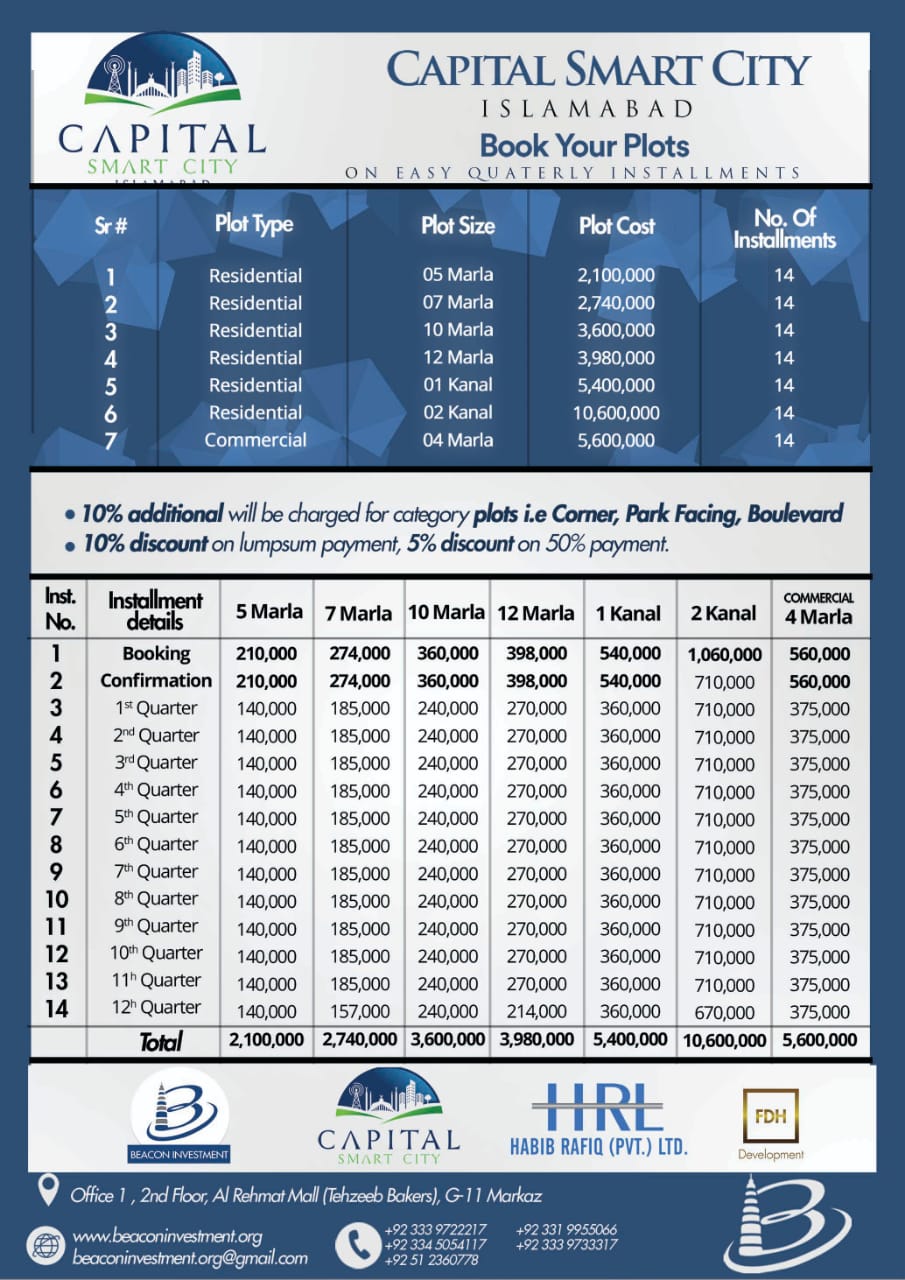 CAPITAL
SMART CITY
ISLAMABAD
CAPITAL SMART CITY
ISLAMABAD
Book Your Plots
ON EASY QUATERLY INSTALLMENTS
Sr # Plot Type Plot Size Plot Cost No. Of Installments
1 Residential 05 Marla 2,100,000 14
2 Residential 07 Marla 2,740,000 14
3 Residential 10 Marla 3,600,000 14
4 Residential 12 Marla 3,980,000 14
5 Residential 01 Kanal 5,400,000 14
6 Residential 02 Kanal 10,600,000 14
7 Commercial 04 Marla 5,600,000 14
• 10% additional will be charged for category plots i.e Corner, Park Facing, Boulevard
• 10% discount on lumpsum payment, 5% discount on 50% payment.
Inst. No. Installment details 5 Marla 7 Marla 10 Marla 12 Marla 1 Kanal 2 Kanal COMMERCIAL 4 Marla
1 Booking 210,000 274,000 360,000 398,000 540,000 1,060,000 560,000
2 Confirmation 210,000 274,000 360,000 398,000 540,000 710,000 560,000
3 1st Quarter 140,000 185,000 240,000 270,000 360,000 710,000 375,000
4 2nd Quarter 140,000 185,000 240,000 270,000 360,000 710,000 375,000
5 3rd Quarter 140,000 185,000 240,000 270,000 360,000 710,000 375,000
6 4th Quarter 140,000 185,000 240,000 270,000 360,000 710,000 375,000
7 5th Quarter 140,000 185,000 240,000 270,000 360,000 710,000 375,000
8 6th Quarter 140,000 185,000 240,000 270,000 360,000 710,000 375,000
9 7th Quarter 140,000 185,000 240,000 270,000 360,000 710,000 375,000
10 8th Quarter 140,000 185,000 240,000 270,000 360,000 710,000 375,000
11 9th Quarter 140,000 185,000 240,000 270,000 360,000 710,000 375,000
12 10th Quarter 140,000 185,000 240,000 270,000 360,000 710,000 375,000
13 11h Quarter 140,000 185,000 240,000 270,000 360,000 710,000 375,000
14 12h Quarter 140,000 157,000 240,000 214,000 360,000 670,000 375,000
Total 2,100,000 2,740,000 3,600,000 3,980,000 5,400,000 10,600,000 5,600,000
BEACON INVESTMENT
CAPITAL
SMART CITY
HRL
HABIB RAFIQ (PVT.) LTD.
FDH
Development
Office 1 , 2nd Floor, Al Rehmat Mall (Tehzeeb Bakers), G-11 Markaz
www.beaconinvestment.org
beaconinvestment.org@gmail.com
+92 333 9722217 +92 331 9955066
+92 334 5054117 +92 333 9733317
+92 51 2360778